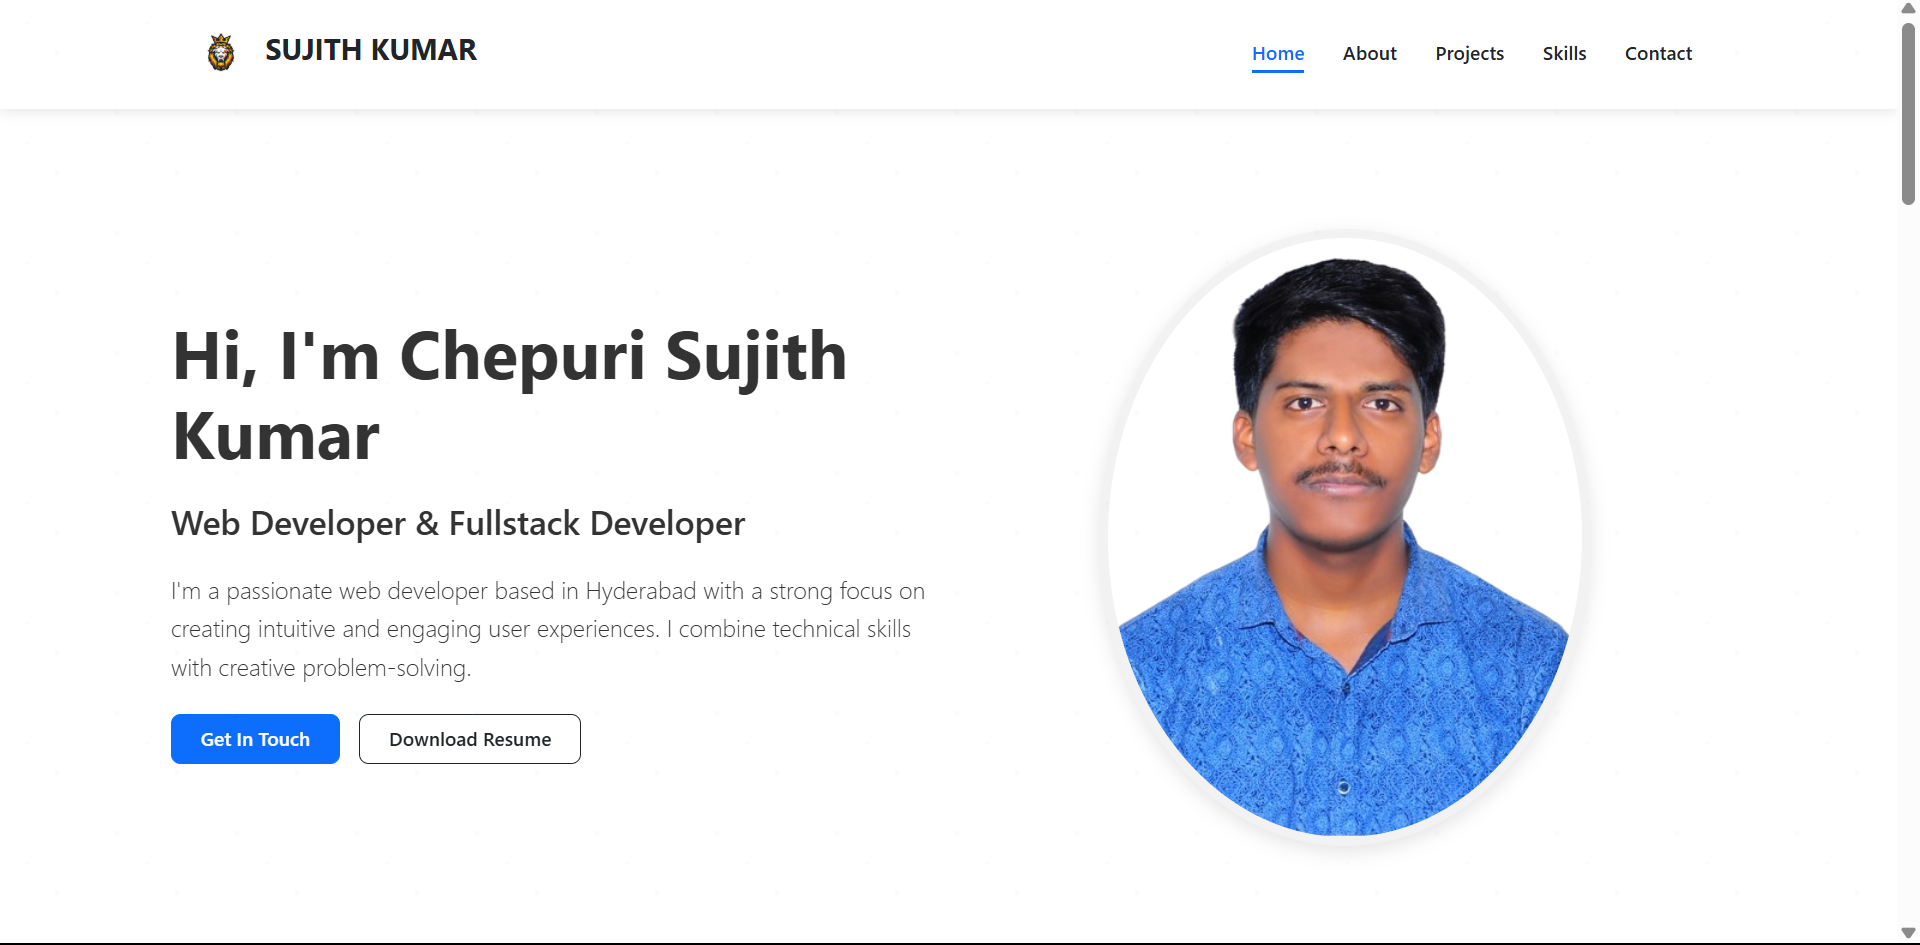 SUJITH KUMAR
Home About Projects Skills Contact
Hi, I'm Chepuri Sujith
Kumar
Web Developer & Fullstack Developer
I'm a passionate web developer based in Hyderabad with a strong focus on
creating intuitive and engaging user experiences. I combine technical skills
with creative problem-solving.
Get In Touch Download Resume